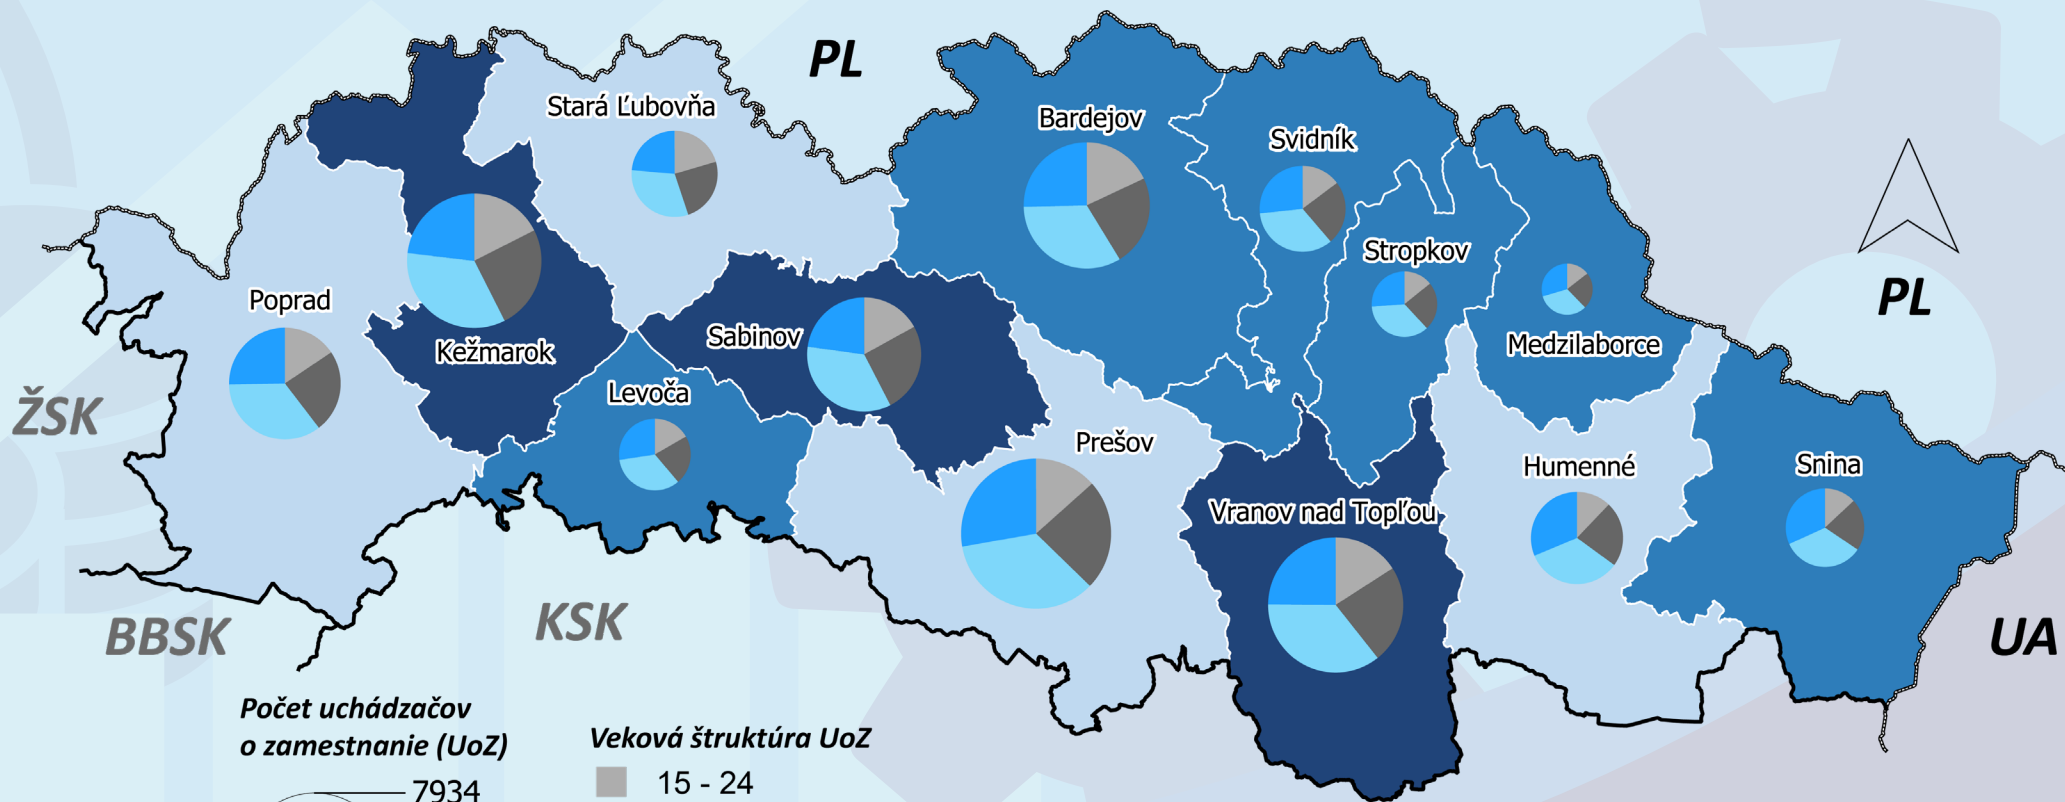 PL
Stará Ľubovňa
Bardejov
Svidník
Stropkov
Poprad
PL
Sabinov
Kežmarok
Medzilaborce
Levoča
ŽSK
Prešov
Humenné
Snina
Vranov nad Topľou
KSK
BBSK
UA
Počet uchádzačov
o zamestnanie (UoZ)
7934
Veková štruktúra UoZ
15 - 24